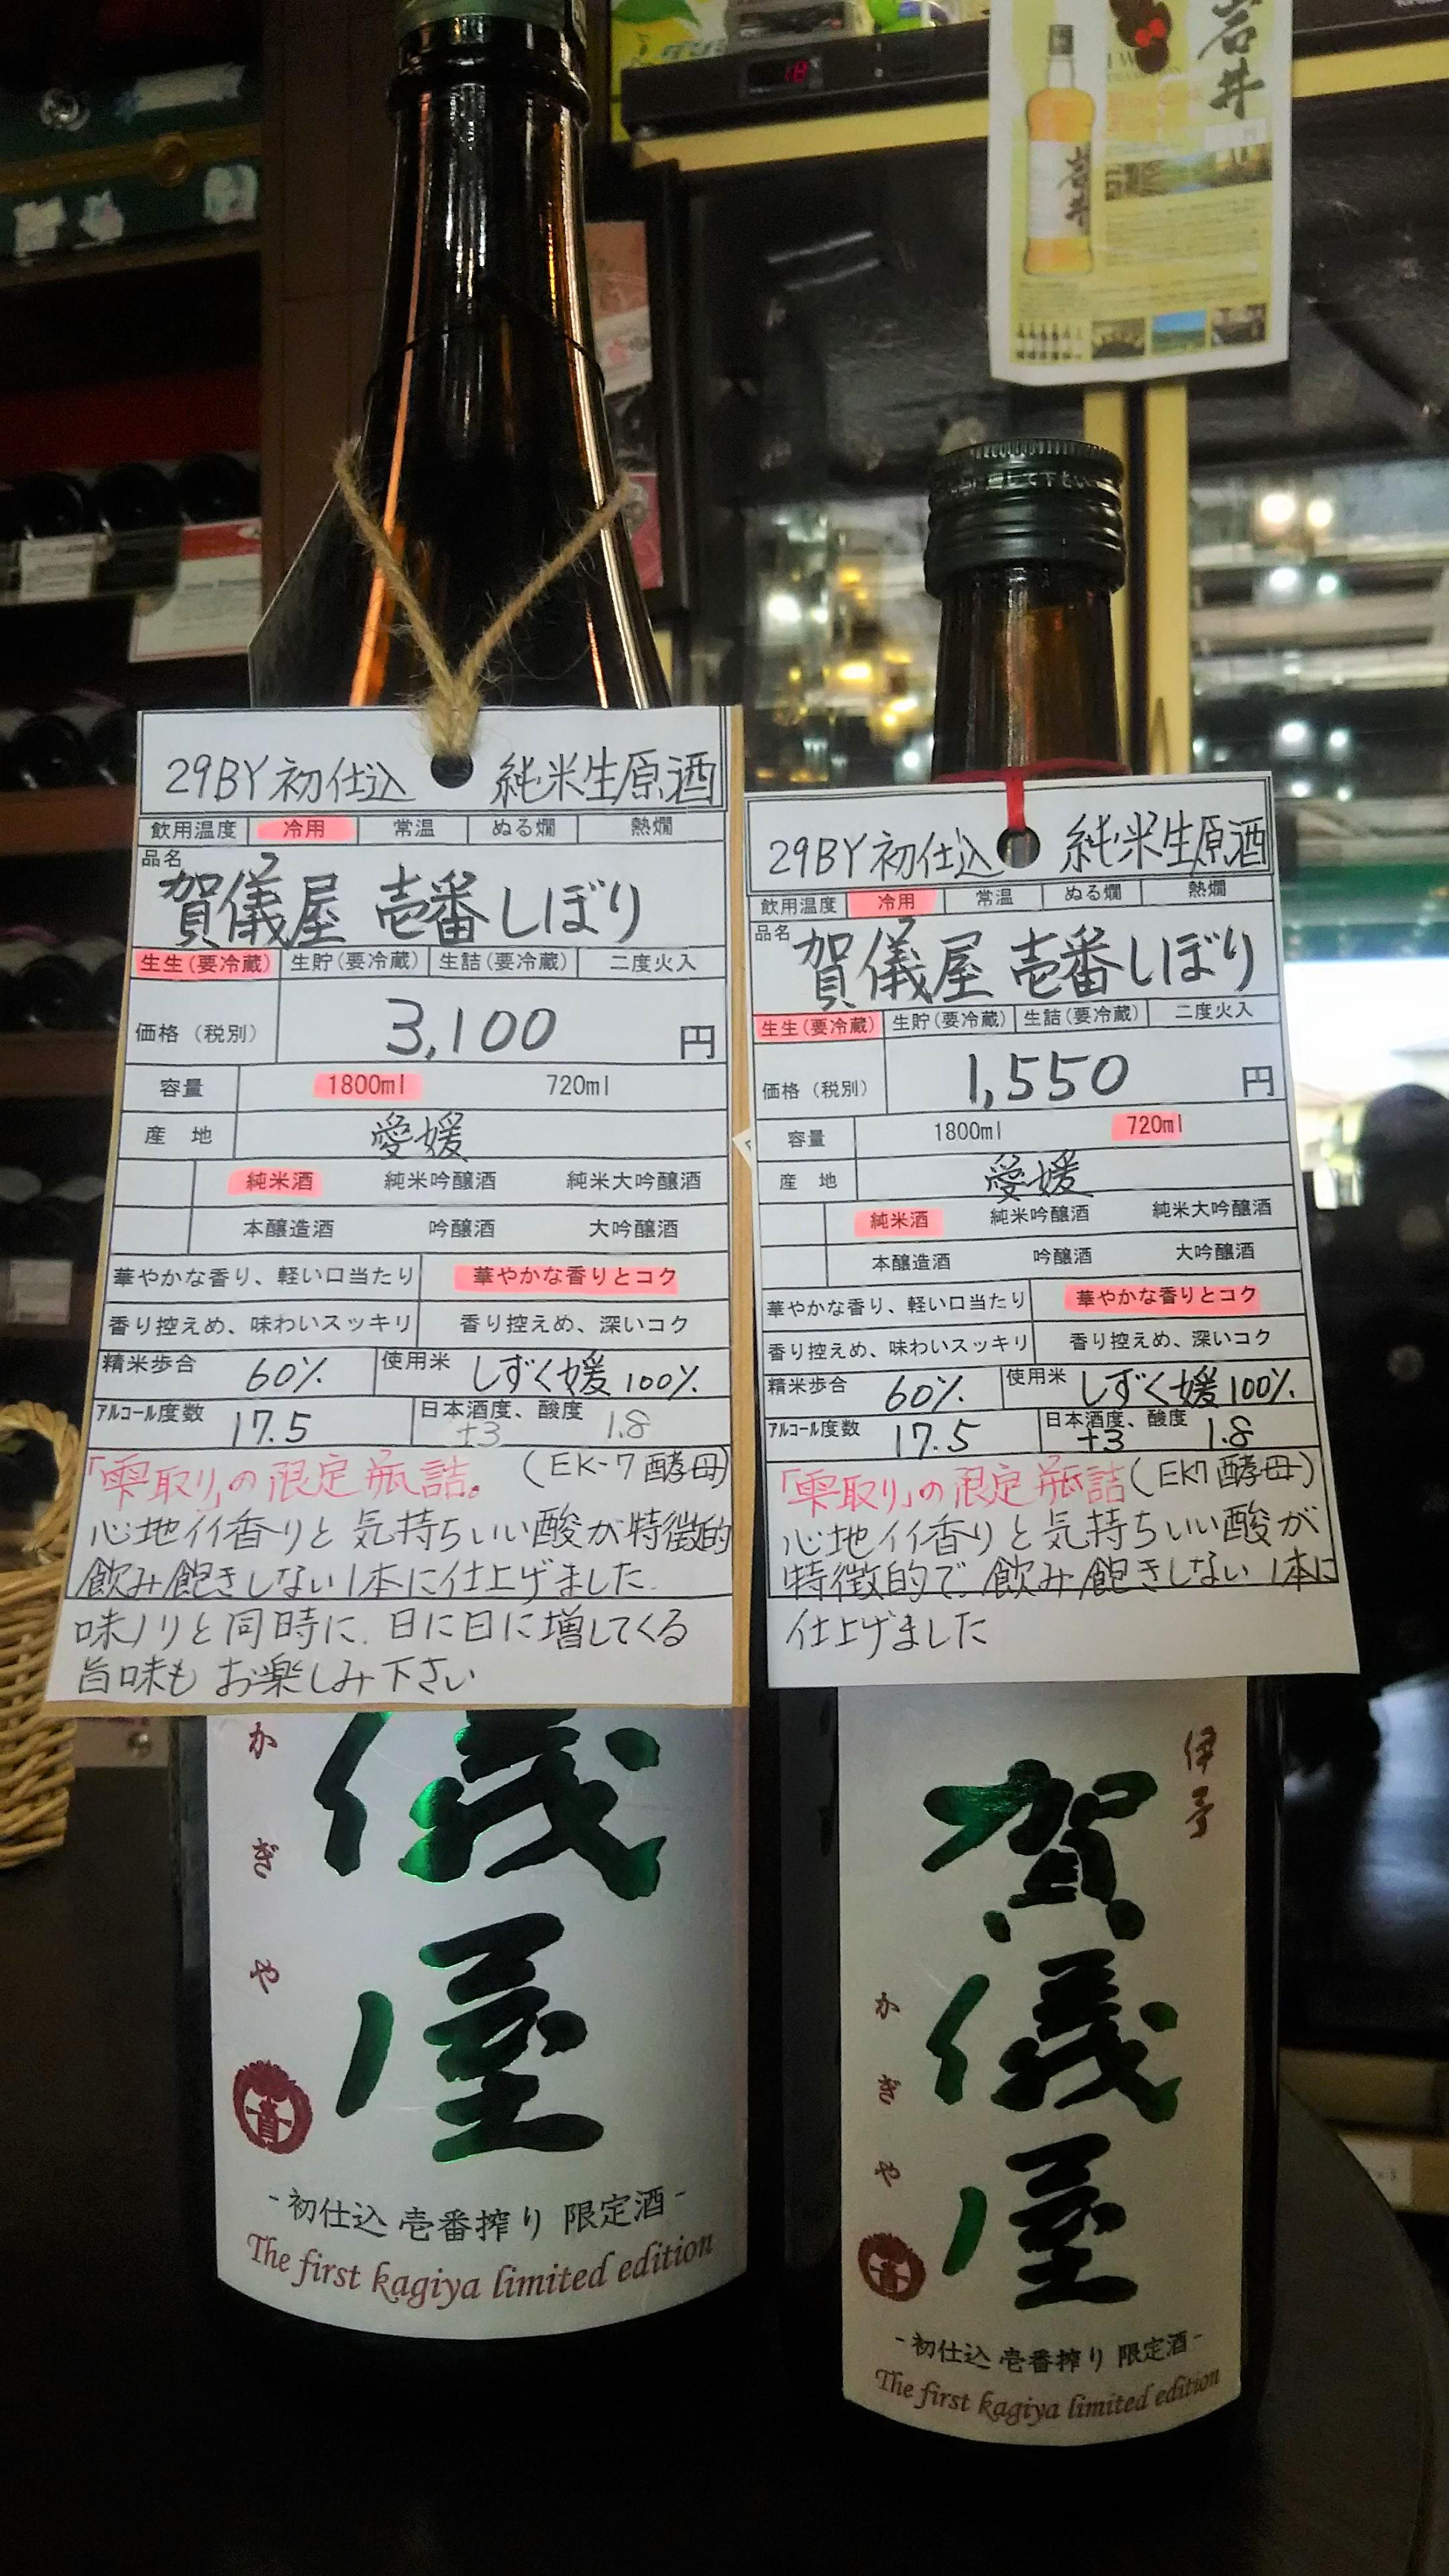 岩井
18
岩井
29BY 初仕込 純米生原酒
飲用温度 冷用 常温 ぬる燗 熱燗
品名
賀儀屋 壱番しぼり
生生(要冷蔵) 生貯(要冷蔵) 生詰(要冷蔵) 二度火入
価格(税別) 3,100 円
容量 1800ml 720ml
産 地 愛媛
純米酒 純米吟醸酒 純米大吟醸酒
本醸造酒 吟醸酒 大吟醸酒
華やかな香り、軽い口当たり 華やかな香りとコク
香り控えめ、味わいスッキリ 香り控えめ、深いコク
精米歩合 60% 使用米 しずく媛100%
アルコール度数 17.5 日本酒度、酸度 +3 1.8
「雫取り」の限定瓶詰。(EK-7酵母)
心地イイ香りと気持ちいい酸が特徴的
飲み飽きしない1本に仕上げました
味ノリと同時に、日に日に増してくる
旨味もお楽しみ下さい
29BY 初仕込 純米生原酒
飲用温度 冷用 常温 ぬる燗 熱燗
品名
賀儀屋 壱番しぼり
生生(要冷蔵) 生貯(要冷蔵) 生詰(要冷蔵) 二度火入
価格(税別) 1,550 円
容量 1800ml 720ml
産 地 愛媛
純米酒 純米吟醸酒 純米大吟醸酒
本醸造酒 吟醸酒 大吟醸酒
華やかな香り、軽い口当たり 華やかな香りとコク
香り控えめ、味わいスッキリ 香り控えめ、深いコク
精米歩合 60% 使用米 しずく媛100%
アルコール度数 17.5 日本酒度、酸度 +3 1.8
「雫取り」の限定瓶詰(EK7酵母)
心地イイ香りと気持ちいい酸が
特徴的で、飲み飽きしない1本に
仕上げました
儀屋
かぎや
-初仕込 壱番搾り 限定酒-
The first kagiya limited edition
伊予
賀儀屋
かぎや
-初仕込 壱番搾り 限定酒-
The first kagiya limited edition